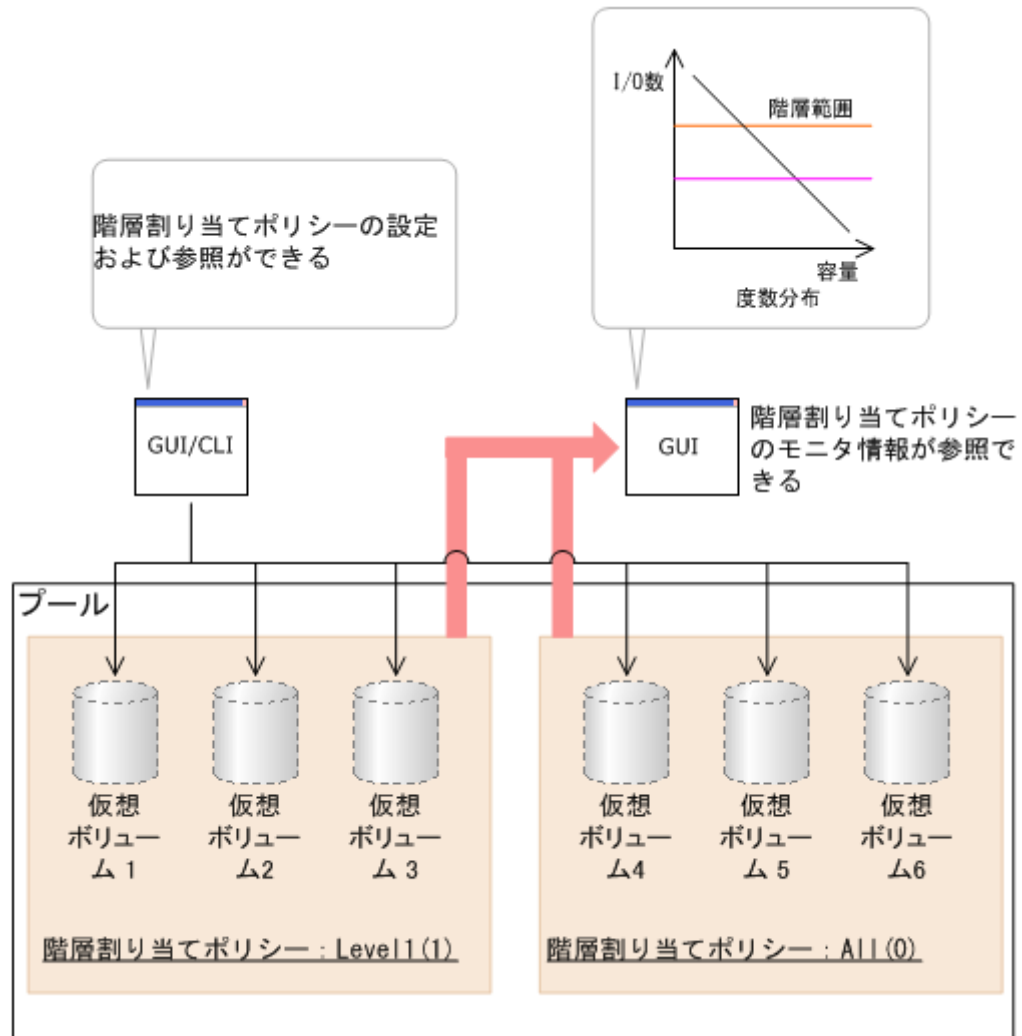 I/O数
階層範囲
容量
度数分布
階層割り当てポリシーの設定
および参照ができる
GUI/CLI
GUI
階層割り当てポリシー
のモニタ情報が参照で
きる
プール
仮想
ボリュー
ム 1
仮想
ボリュー
ム2
仮想
ボリュー
ム 3
仮想
ボリュー
ム4
仮想
ボリュー
ム 5
仮想
ボリュー
ム6
階層割り当てポリシー：Level1(1)
階層割り当てポリシー：All(0)